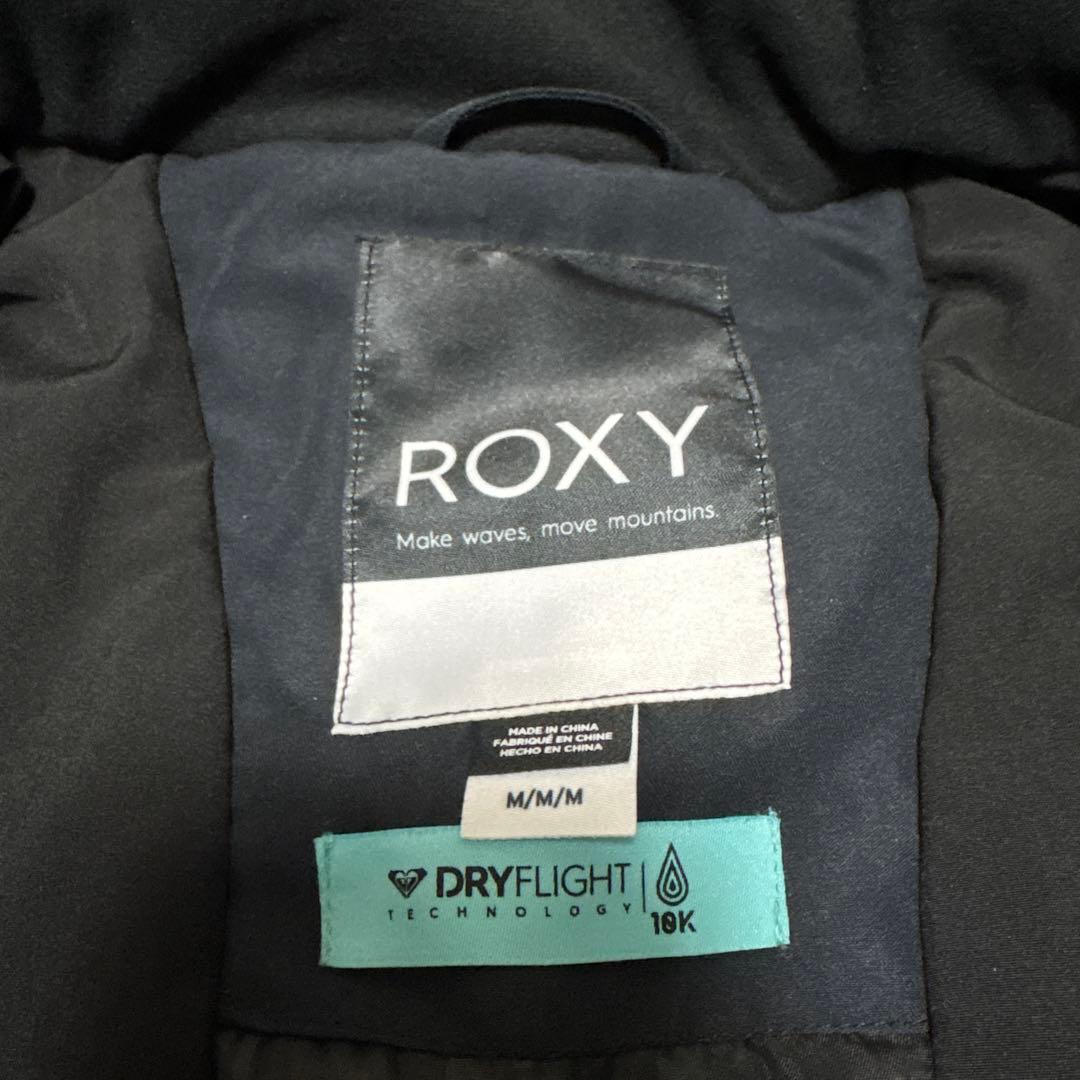 ROXY
Make waves, move mountains.
MADE IN CHINA
FABRIQUÉ EN CHINE
HECHO EN CHINA
M/M/M
DRYFLIGHT
TECHNOLOGY
10K